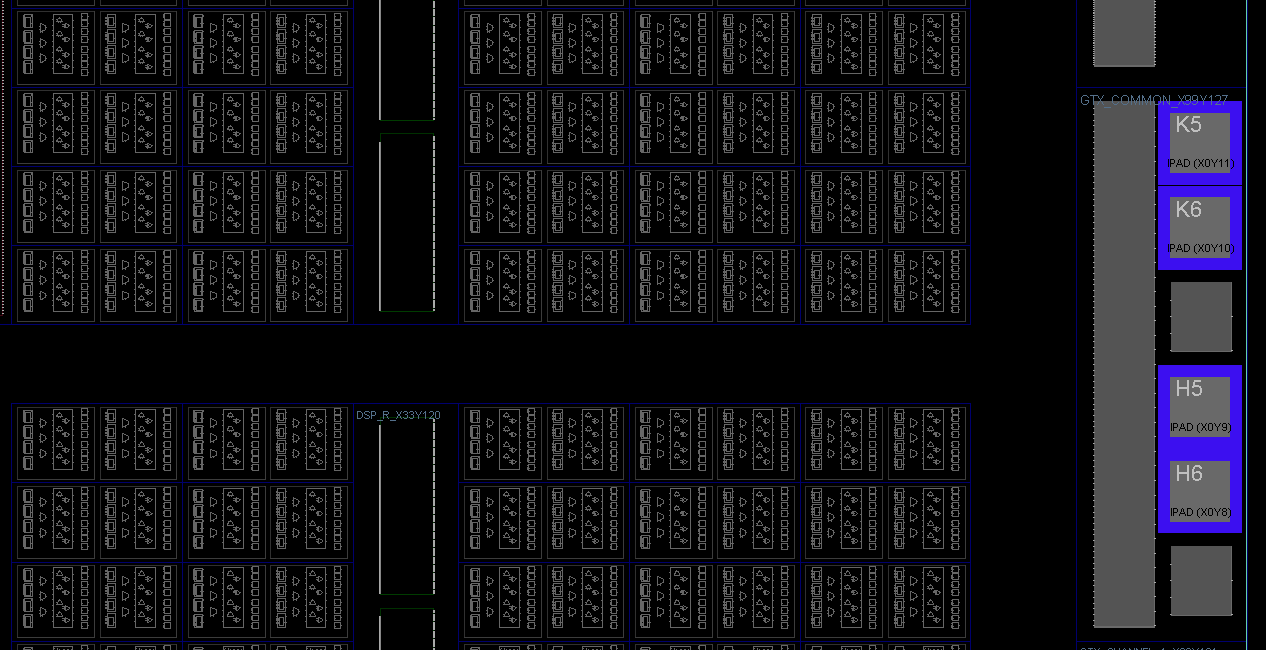 GTX_COMMON_X99Y127
K5
IPAD (X0Y11)
K6
IPAD (X0Y10)
H5
IPAD (X0Y9)
DSP_R_X33Y120
H6
IPAD (X0Y8)